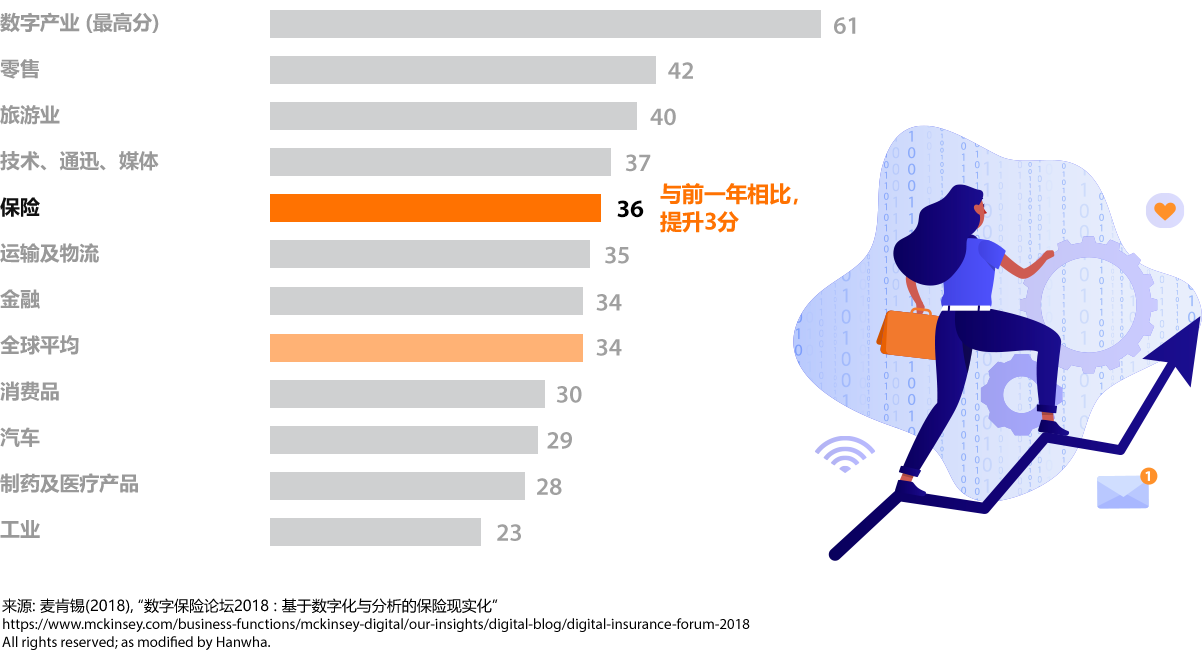 数字产业 (最高分)
61
零售
42
旅游业
40
技术、通迅、媒体
37
保险
36
与前一年相比，
提升3分
运输及物流
35
金融
34
全球平均
34
消费品
30
汽车
29
制药及医疗产品
28
工业
23
1
来源: 麦肯锡(2018), “数字保险论坛2018 : 基于数字化与分析的保险现实化“
https://www.mckinsey.com/business-functions/mckinsey-digital/our-insights/digital-blog/digital-insurance-forum-2018
All rights reserved; as modified by Hanwha.